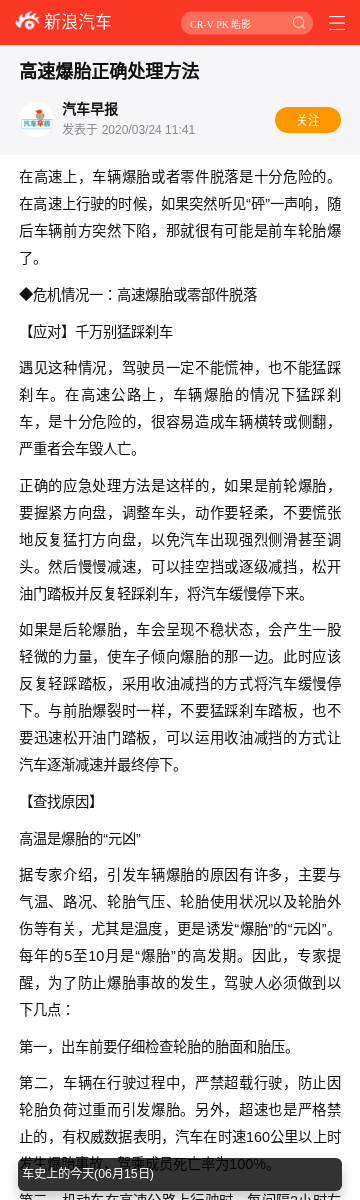 新浪汽车
CR-V PK 皓影
高速爆胎正确处理方法
汽车早报
汽车早报
发表于 2020/03/24 11:41
关注
在高速上，车辆爆胎或者零件脱落是十分危险的。
在高速上行驶的时候，如果突然听见“砰”一声响，随
后车辆前方突然下陷，那就很有可能是前车轮胎爆
了。
◆危机情况一：高速爆胎或零部件脱落
【应对】千万别猛踩刹车
遇见这种情况，驾驶员一定不能慌神，也不能猛踩
刹车。在高速公路上，车辆爆胎的情况下猛踩刹
车，是十分危险的，很容易造成车辆横转或侧翻，
严重者会车毁人亡。
正确的应急处理方法是这样的，如果是前轮爆胎，
要握紧方向盘，调整车头，动作要轻柔，不要慌张
地反复猛打方向盘，以免汽车出现强烈侧滑甚至调
头。然后慢慢减速，可以挂空挡或逐级减挡，松开
油门踏板并反复轻踩刹车，将汽车缓慢停下来。
如果是后轮爆胎，车会呈现不稳状态，会产生一股
轻微的力量，使车子倾向爆胎的那一边。此时应该
反复轻踩踏板，采用收油减挡的方式将汽车缓慢停
下。与前胎爆裂时一样，不要猛踩刹车踏板，也不
要迅速松开油门踏板，可以运用收油减挡的方式让
汽车逐渐减速并最终停下。
【查找原因】
高温是爆胎的“元凶”
据专家介绍，引发车辆爆胎的原因有许多，主要与
气温、路况、轮胎气压、轮胎使用状况以及轮胎外
伤等有关，尤其是温度，更是诱发“爆胎”的“元凶”。
每年的5至10月是“爆胎”的高发期。因此，专家提
醒，为了防止爆胎事故的发生，驾驶人必须做到以
下几点：
第一，出车前要仔细检查轮胎的胎面和胎压。
第二，车辆在行驶过程中，严禁超载行驶，防止因
轮胎负荷过重而引发爆胎。另外，超速也是严格禁
止的，有权威数据表明，汽车在时速160公里以上时
发生爆胎事故，驾乘成员死亡率为100%。
车史上的今天(06月15日)
第三，机动车在高速公路上行驶时，每间隔2小时左